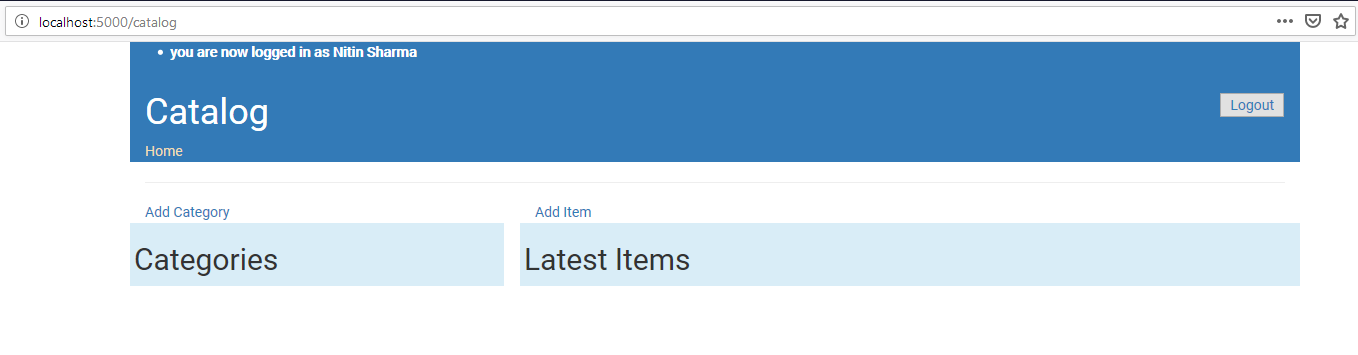 localhost:5000/catalog
• you are now logged in as Nitin Sharma
Catalog
Logout
Home
Add Category
Add Item
Categories
Latest Items